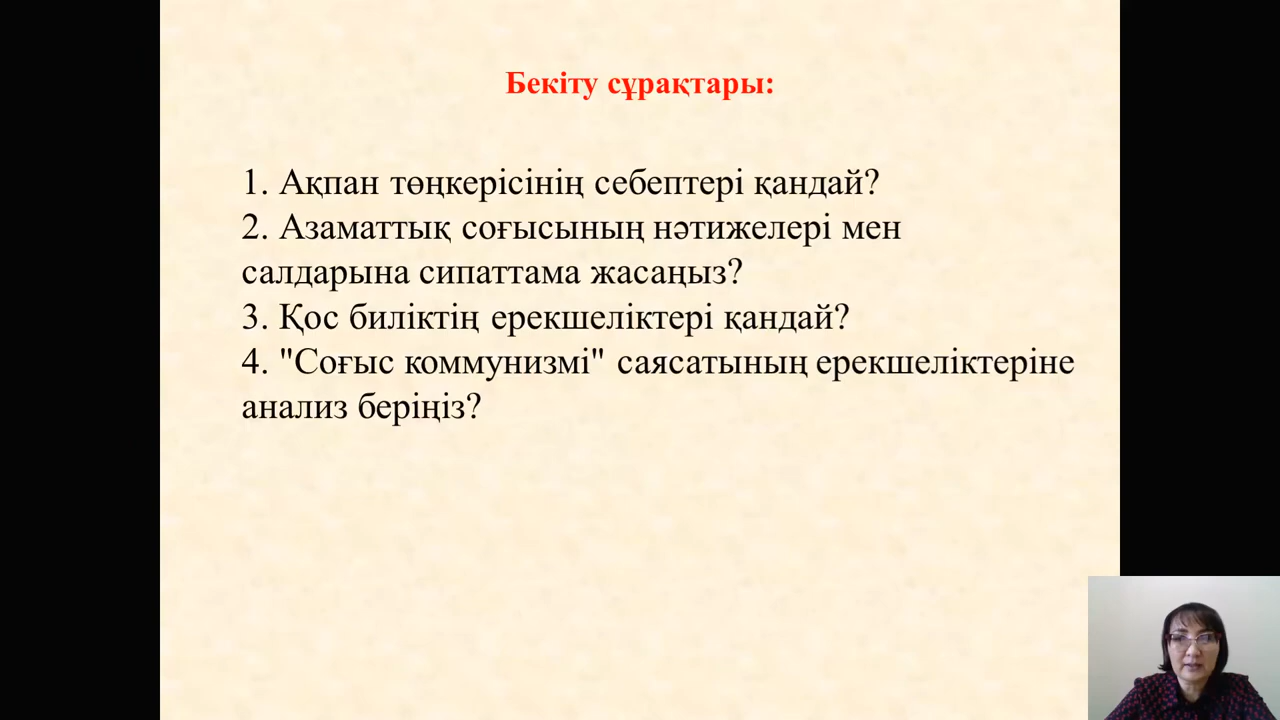 Бекіту сұрақтары:
1. Ақпан төңкерісінің себептері қандай?
2. Азаматтық соғысының нәтижелері мен
салдарына сипаттама жасаңыз?
3. Қос биліктің ерекшеліктері қандай?
4. "Соғыс коммунизмі" саясатының ерекшеліктеріне
анализ беріңіз?